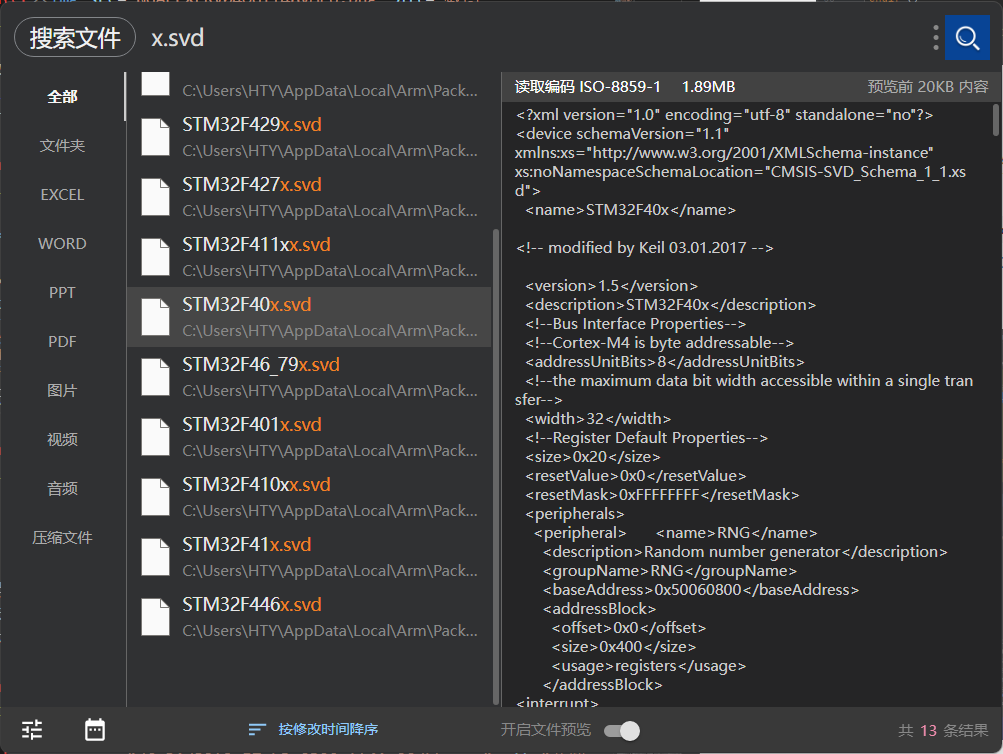 搜索文件
x.svd
全部
文件夹
EXCEL
WORD
PPT
PDF
图片
视频
音频
压缩文件
C:\Users\HTY\AppData\Local\Arm\Pack...
STM32F429x.svd
C:\Users\HTY\AppData\Local\Arm\Pack...
STM32F427x.svd
C:\Users\HTY\AppData\Local\Arm\Pack...
STM32F411xx.svd
C:\Users\HTY\AppData\Local\Arm\Pack...
STM32F40x.svd
C:\Users\HTY\AppData\Local\Arm\Pack...
STM32F46_79x.svd
C:\Users\HTY\AppData\Local\Arm\Pack...
STM32F401x.svd
C:\Users\HTY\AppData\Local\Arm\Pack...
STM32F410xx.svd
C:\Users\HTY\AppData\Local\Arm\Pack...
STM32F41x.svd
C:\Users\HTY\AppData\Local\Arm\Pack...
STM32F446x.svd
C:\Users\HTY\AppData\Local\Arm\Pack...
读取编码 ISO-8859-1 1.89MB 预览前 20KB 内容
<?xml version="1.0" encoding="utf-8" standalone="no"?>
<device schemaVersion="1.1"
xmlns:xs="http://www.w3.org/2001/XMLSchema-instance"
xs:noNamespaceSchemaLocation="CMSIS-SVD_Schema_1_1.xs
d">
<name>STM32F40x</name>
<!-- modified by Keil 03.01.2017 -->
<version>1.5</version>
<description>STM32F40x</description>
<!--Bus Interface Properties-->
<!--Cortex-M4 is byte addressable-->
<addressUnitBits>8</addressUnitBits>
<!--the maximum data bit width accessible within a single tran
sfer-->
<width>32</width>
<!--Register Default Properties-->
<size>0x20</size>
<resetValue>0x0</resetValue>
<resetMask>0xFFFFFFFF</resetMask>
<peripherals>
<peripheral> <name>RNG</name>
<description>Random number generator</description>
<groupName>RNG</groupName>
<baseAddress>0x50060800</baseAddress>
<addressBlock>
<offset>0x0</offset>
<size>0x400</size>
<usage>registers</usage>
</addressBlock>
<interrupt>
按修改时间降序
开启文件预览
共 13 条结果